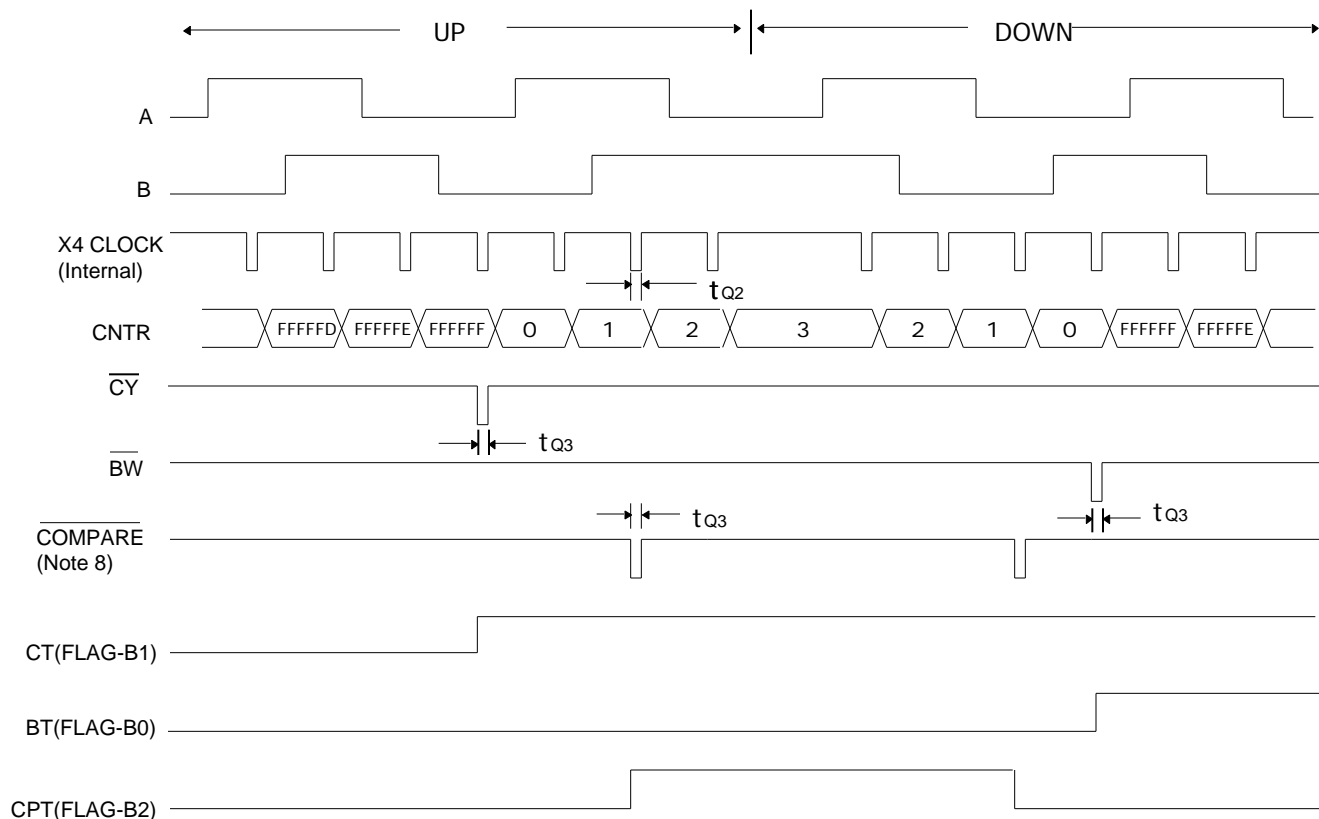 UP DOWN
A
B
X4 CLOCK
(Internal)
tQ2
CNTR FFFFFD FFFFFE FFFFFF 0 1 2 3 2 1 0 FFFFFF FFFFFE
CY
tQ3
BW
tQ3 tQ3
COMPARE
(Note 8)
CT(FLAG-B1)
BT(FLAG-B0)
CPT(FLAG-B2)